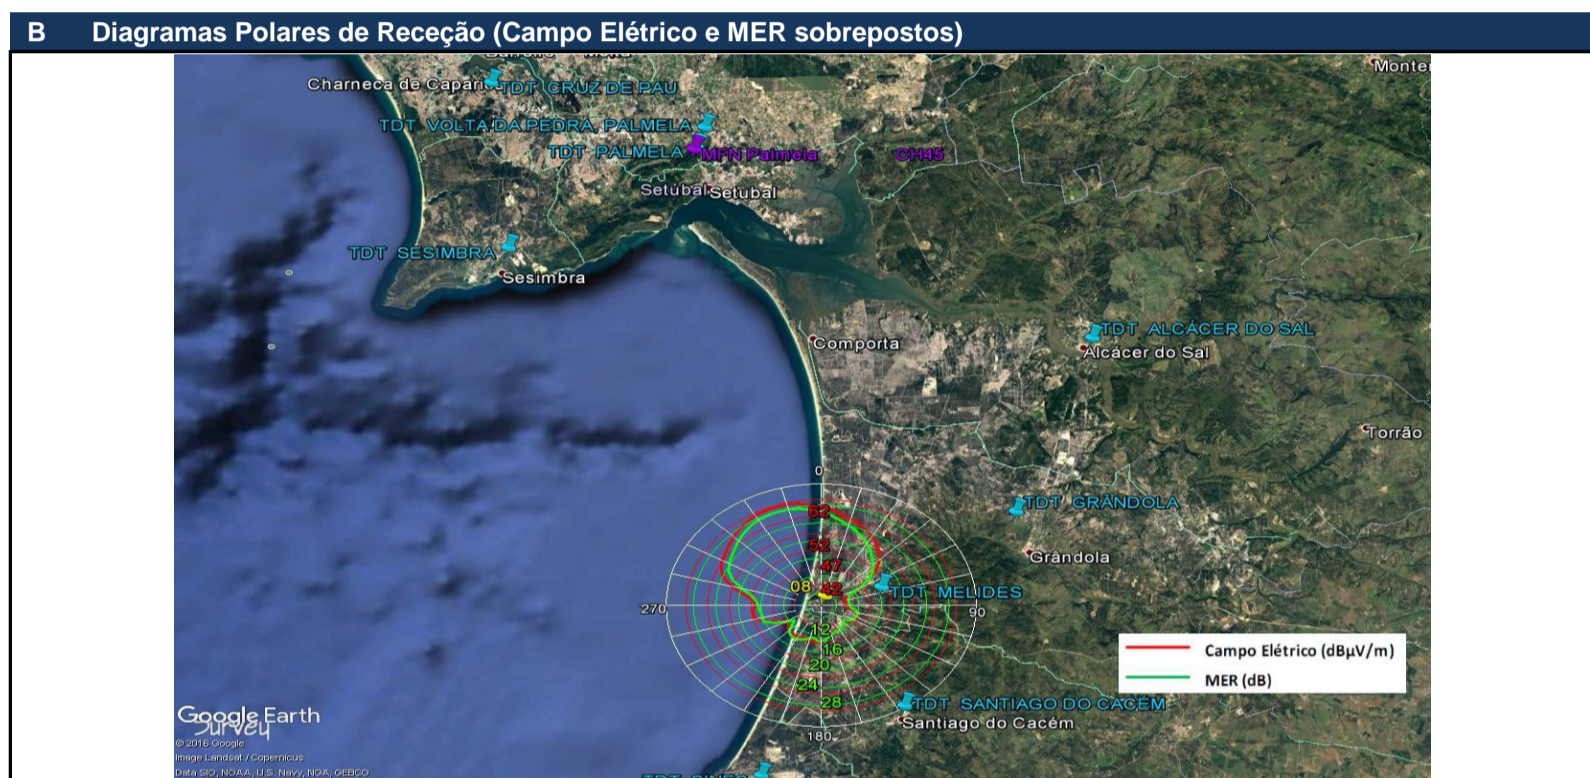 B Diagramas Polares de Receção (Campo Elétrico e MER sobrepostos)
Monte
Charneca de Capari
TDT CRUZ DE PAU
TDT VOLTA DA PEDRA, PALMELA
TDT PALMELA
MFN Palmela CH45
Setúbal Setubal
TDT SESIMBRA
Sesimbra
TDT ALCÁCER DO SAL
Comporta
Alcácer do Sal
Torrão
0
TDT GRÂNDOLA
62
52
Grândola
47
08
42
TDT MELIDES
270
90
12
16
20
24
28
Campo Elétrico (dBµV/m)
MER (dB)
TDT SANTIAGO DO CACÉM
Santiago do Cacém
180
Google Earth
Survey
© 2016 Google
Image Landsat / Copernicus
Data SIO, NOAA, U.S. Navy, NGA, GEBCO